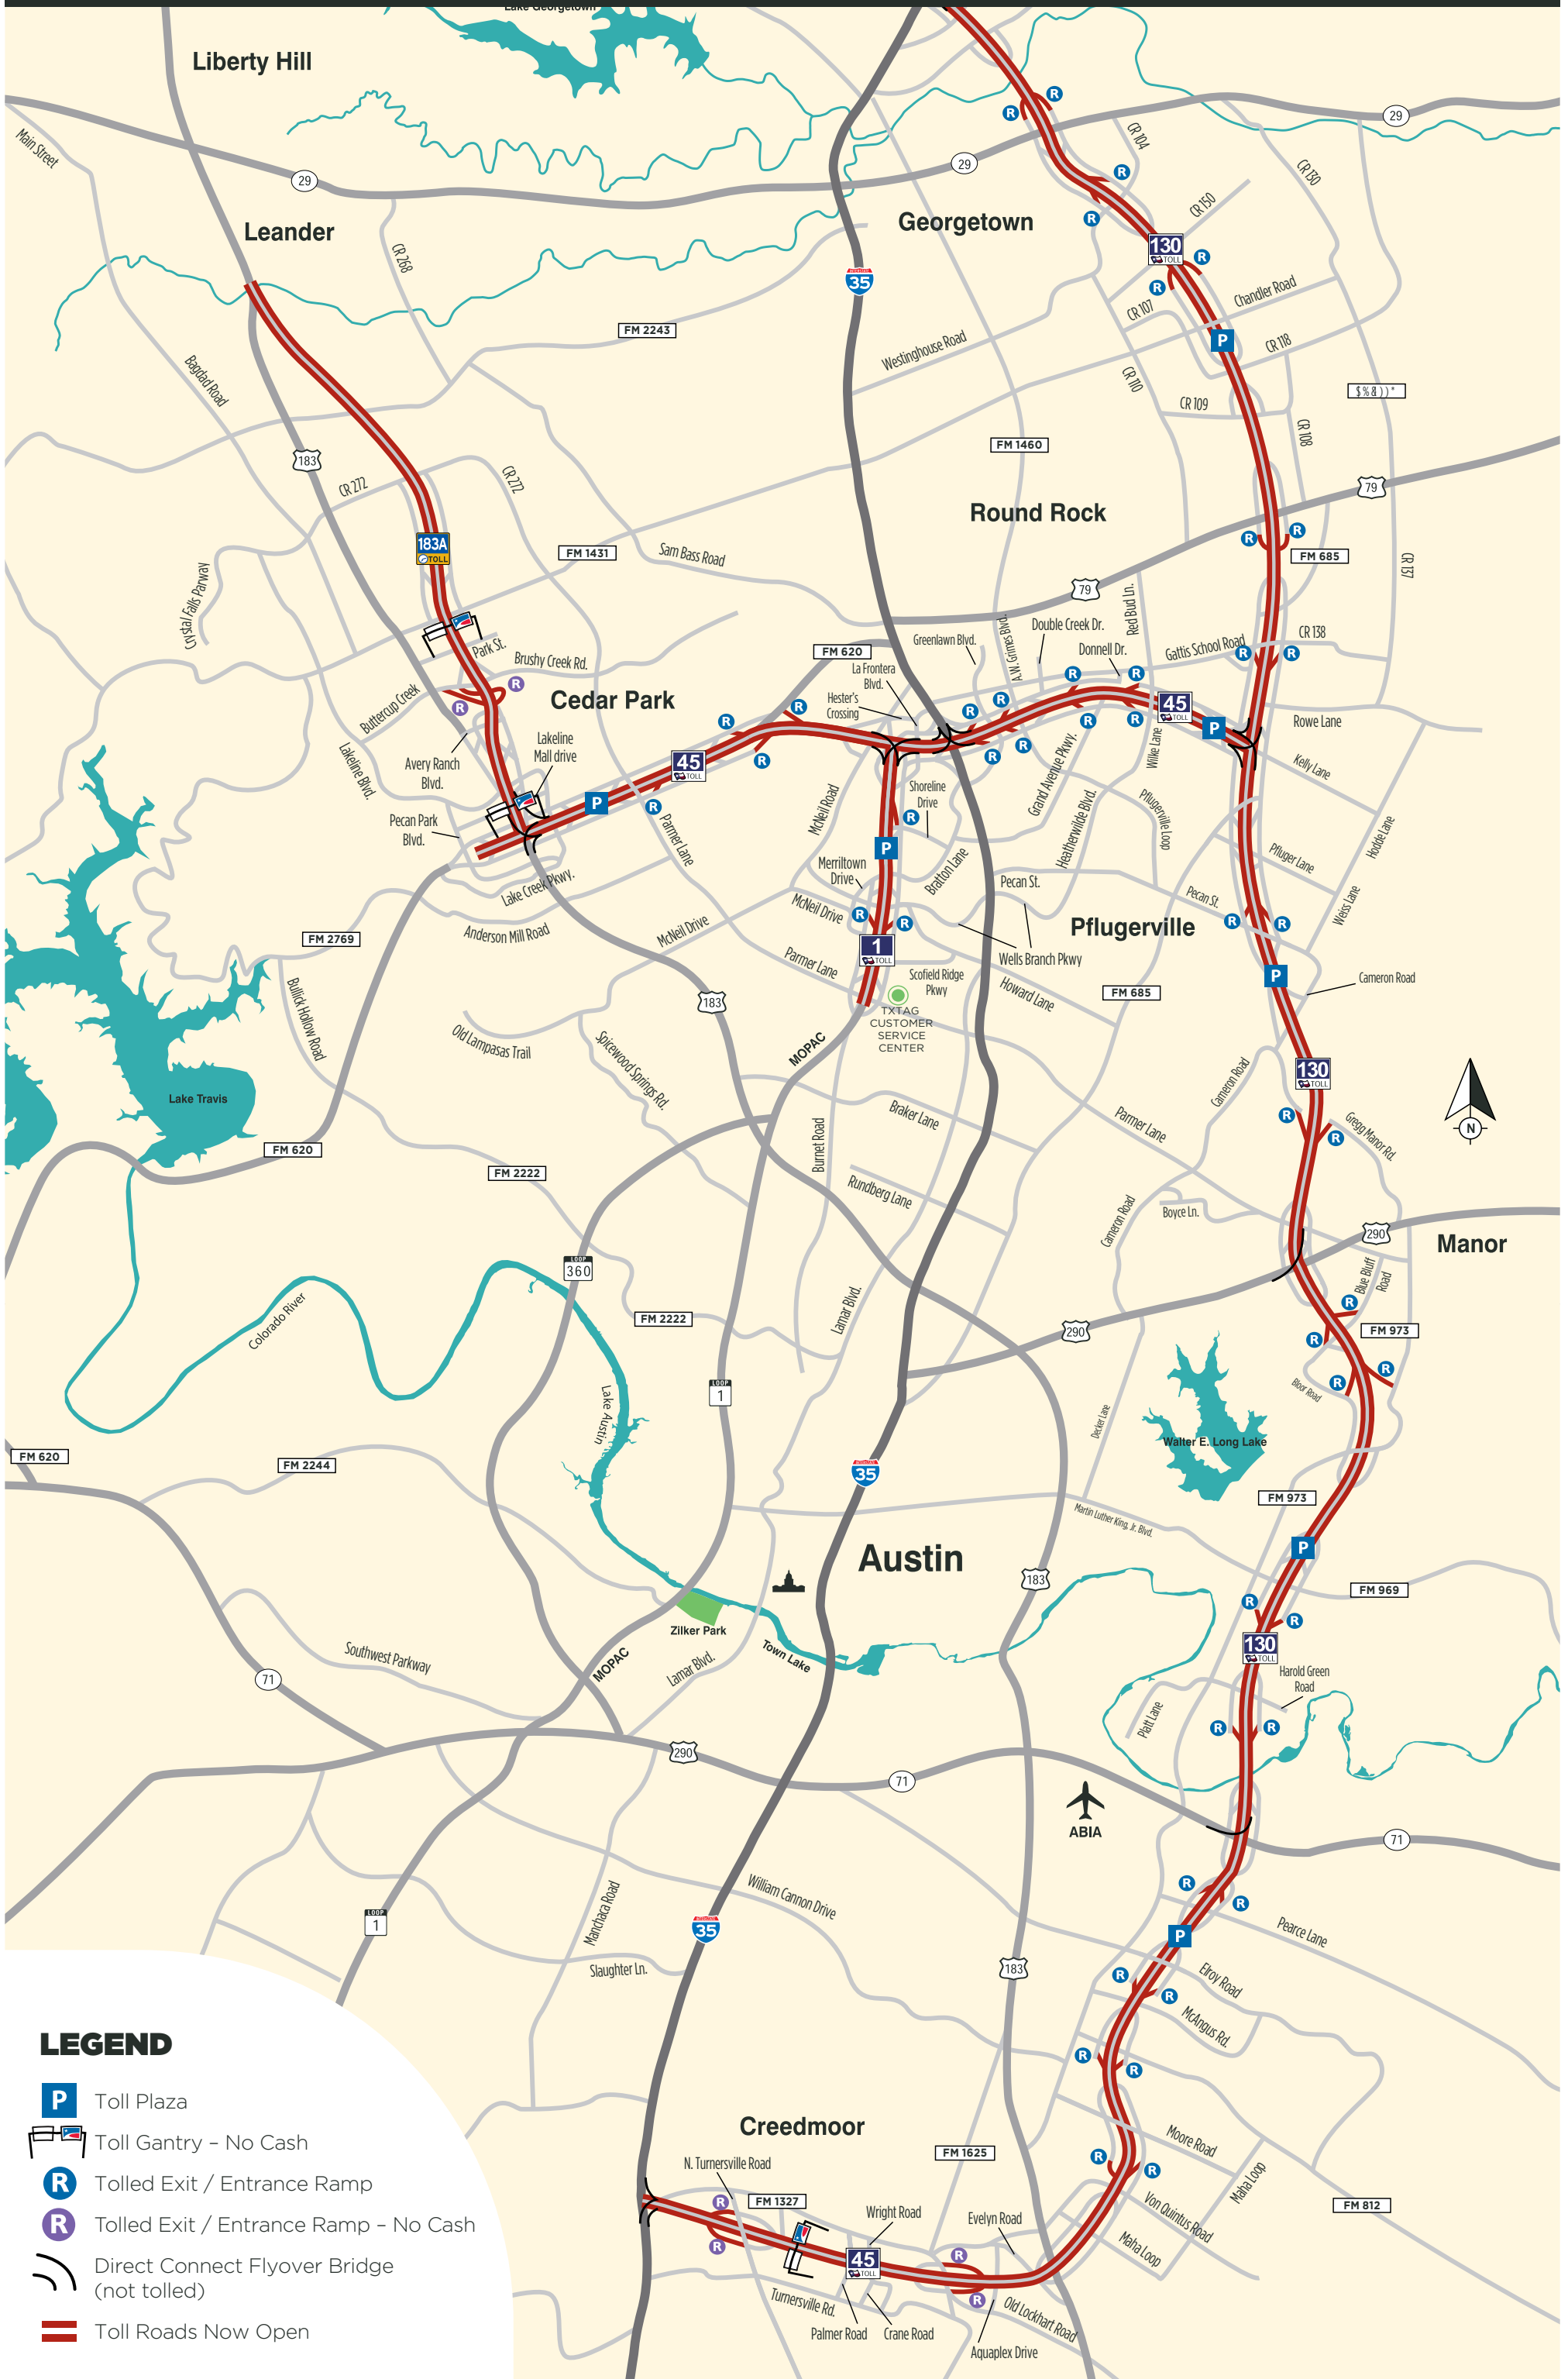 Lake Georgetown
Liberty Hill
Main Street
29
29
29
CR 104
CR 130
Leander
Georgetown
CR 150
CR 268
130
TOLL
35
CR 107
Chandler Road
FM 2243
Westinghouse Road
P
CR 118
Bagdad Road
CR 110
$%&))*
CR 109
CR 108
FM 1460
183
CR 272
CR 272
79
Round Rock
183A
TOLL
FM 1431
Sam Bass Road
FM 685
CR 137
Crystal Falls Parway
79
Red Bud Ln.
A.W. Grimes Blvd.
Double Creek Dr.
Greenlawn Blvd.
Donnell Dr.
Gattis School Road
CR 138
Park St.
Brushy Creek Rd.
FM 620
La Frontera
Blvd.
Hester's
Crossing
Cedar Park
Buttercup Creek
45
TOLL
P
Rowe Lane
Kelly Lane
Lakeline Blvd.
Avery Ranch
Blvd.
Lakeline
Mall drive
45
TOLL
P
Wilke Lane
Grand Avenue Pkwy.
Heatherwilde Blvd.
Pflugerville Loop
Pecan Park
Blvd.
Parmer Lane
McNeil Road
Shoreline
Drive
P
Hodde Lane
Pfluger Lane
Merriltown
Drive
Bratton Lane
Pecan St.
Pecan St.
Weiss Lane
Lake Creek Pkwy.
Anderson Mill Road
McNeil Drive
McNeil Drive
Pflugerville
FM 2769
Parmer Lane
1
TOLL
Wells Branch Pkwy
Scofield Ridge
Pkwy
Howard Lane
FM 685
P
Cameron Road
Bullick Hollow Road
183
TXTAG
CUSTOMER
SERVICE
CENTER
Old Lampasas Trail
Spicewood Springs Rd.
MOPAC
Lake Travis
130
TOLL
Cameron Road
Braker Lane
Parmer Lane
Gregg Manor Rd.
N
Burnet Road
FM 620
FM 2222
Rundberg Lane
Cameron Road
Boyce Ln.
290
Manor
LOOP
360
Colorado River
Lamar Blvd.
Blue Bluff
Road
FM 2222
290
FM 973
LOOP
1
Lake Austin
Bloor Road
Decker Lane
Walter E. Long Lake
FM 620
FM 2244
35
FM 973
Martin Luther King, Jr. Blvd.
Austin
P
183
FM 969
Zilker Park
Town Lake
130
TOLL
Southwest Parkway
MOPAC
Lamar Blvd.
Harold Green
Road
71
Platt Lane
290
71
ABIA
71
William Cannon Drive
Manchaca Road
LOOP
1
35
P
Pearce Lane
Slaughter Ln.
183
Elroy Road
McAngus Rd.
Creedmoor
FM 1625
Moore Road
N. Turnersville Road
FM 1327
Maha Loop
FM 812
Wright Road
Evelyn Road
Von Quintus Road
Maha Loop
45
TOLL
Turnersville Rd.
Palmer Road
Crane Road
Old Lockhart Road
Aquaplex Drive
LEGEND
P Toll Plaza
Toll Gantry – No Cash
R Tolled Exit / Entrance Ramp
R Tolled Exit / Entrance Ramp – No Cash
Direct Connect Flyover Bridge
(not tolled)
Toll Roads Now Open